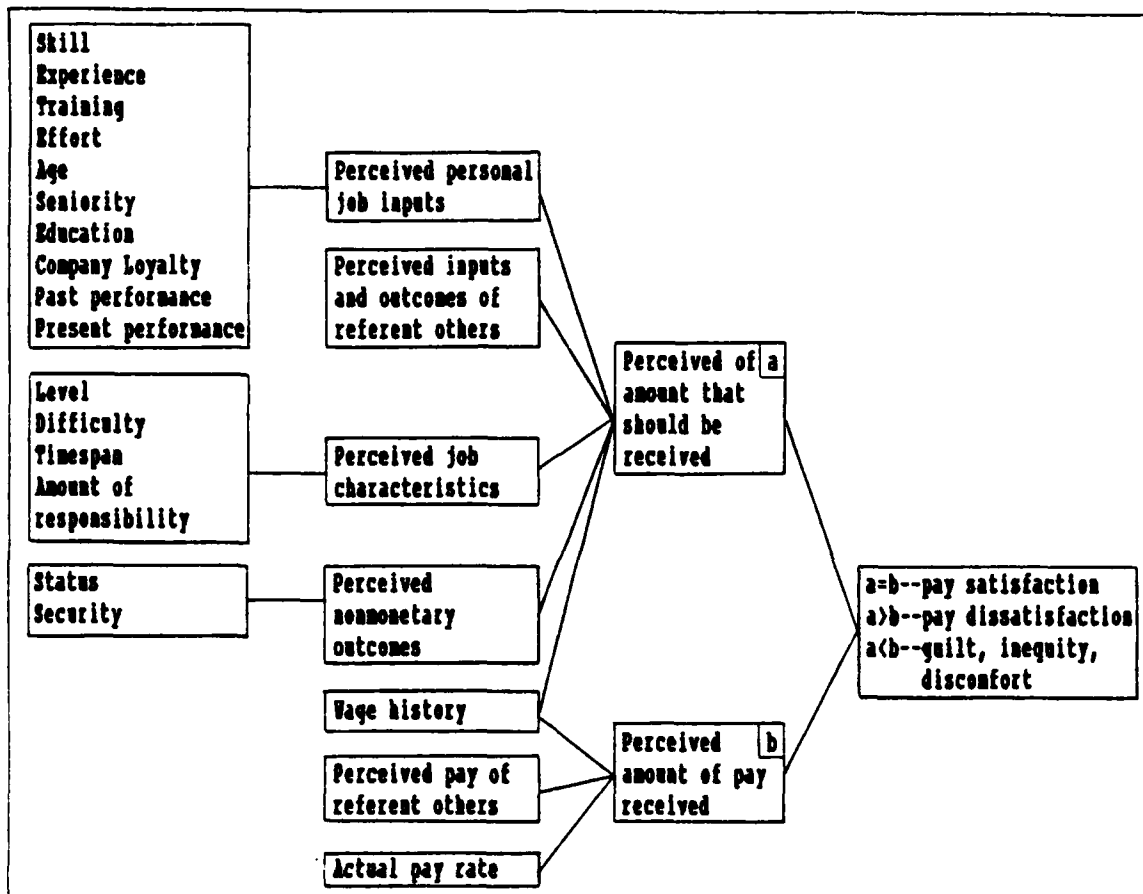 Skill
Experience
Training
Effort
Age
Seniority
Education
Company Loyalty
Past performance
Present performance
Level
Difficulty
Timespan
Amount of
responsibility
Status
Security
Perceived personal
job inputs
Perceived inputs
and outcomes of
referent others
Perceived job
characteristics
Perceived
nonmonetary
outcomes
Wage history
Perceived pay of
referent others
Actual pay rate
Perceived of a
amount that
should be
received
Perceived b
amount of pay
received
a=b--pay satisfaction
a>b--pay dissatisfaction
a<b--guilt, inequity,
discomfort